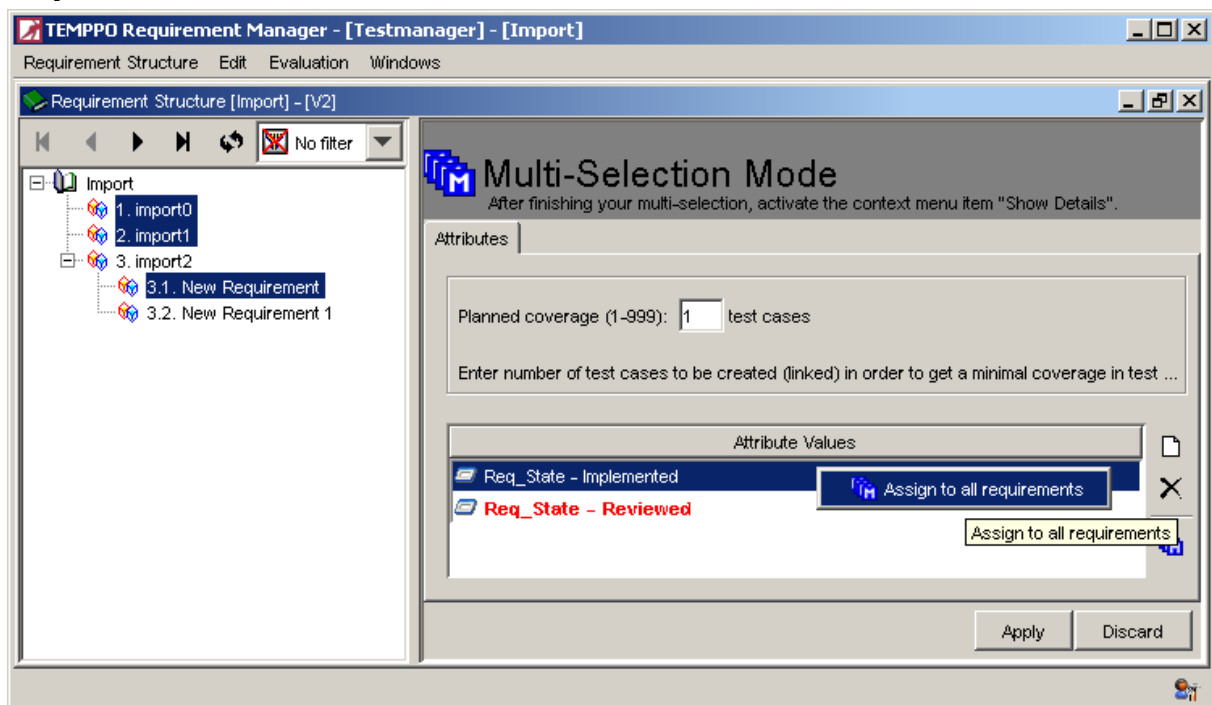 TEMPPO Requirement Manager - [Testmanager] - [Import]
Requirement Structure Edit Evaluation Windows
Requirement Structure [Import] - [V2]
No filter
Import
1. import0
2. import1
3. import2
3.1. New Requirement
3.2. New Requirement 1
Multi-Selection Mode
After finishing your multi-selection, activate the context menu item "Show Details".
Attributes
Planned coverage (1-999): 1 test cases
Enter number of test cases to be created (linked) in order to get a minimal coverage in test ...
Attribute Values
Req_State - Implemented
Assign to all requirements
Req_State - Reviewed
Assign to all requirements
Apply Discard